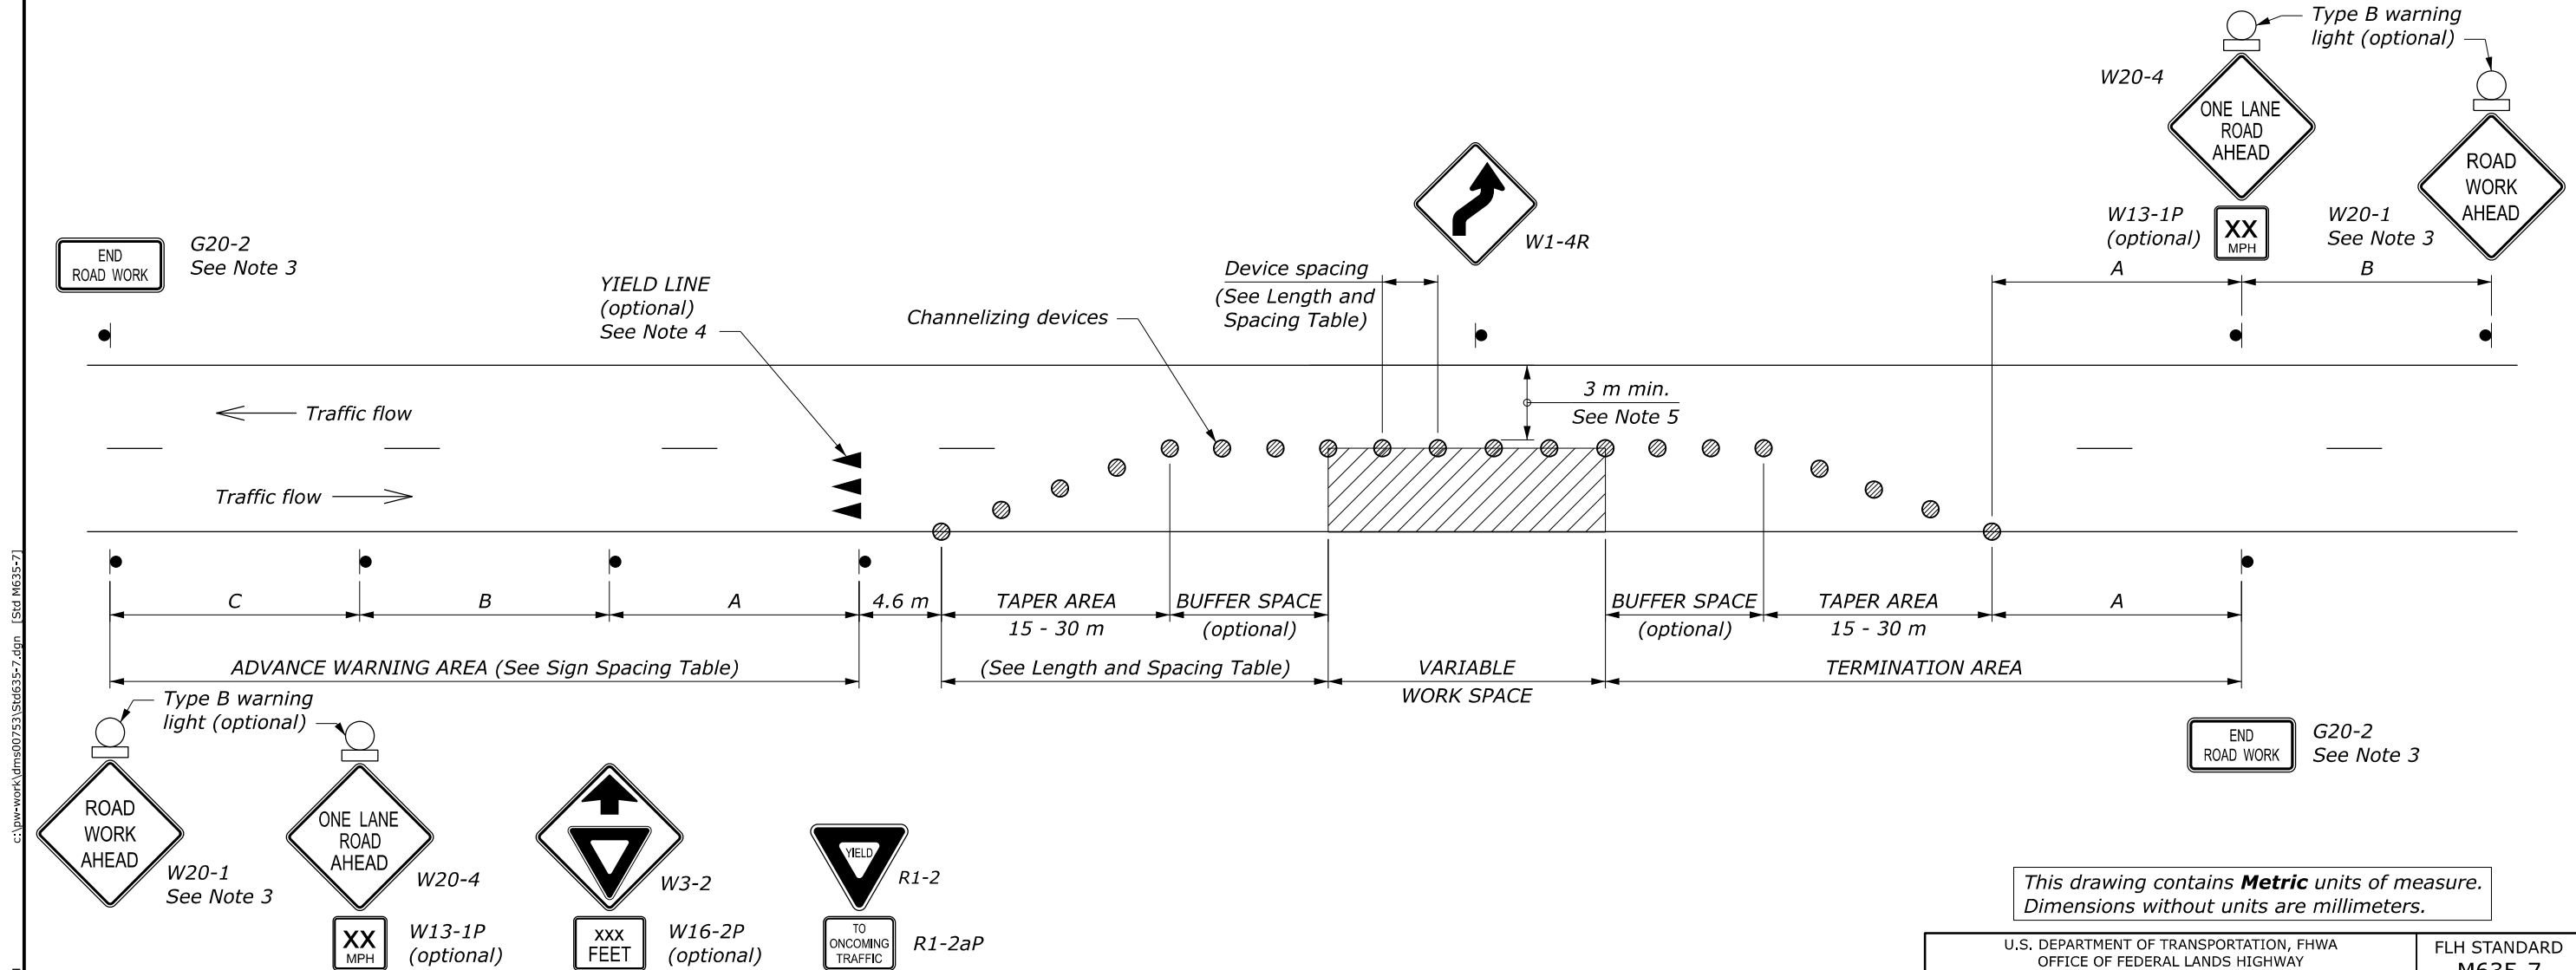 Type B warning
light (optional)
W20-4
ONE LANE
ROAD
AHEAD
ROAD
WORK
AHEAD
W13-1P
(optional)
XX
MPH
W20-1
See Note 3
A
B
W1-4R
END
ROAD WORK
G20-2
See Note 3
YIELD LINE
(optional)
See Note 4
Channelizing devices
Device spacing
(See Length and
Spacing Table)
3 m min.
See Note 5
Traffic flow
Traffic flow
C
B
A
4.6 m
TAPER AREA
15 - 30 m
BUFFER SPACE
(optional)
BUFFER SPACE
(optional)
TAPER AREA
15 - 30 m
A
ADVANCE WARNING AREA (See Sign Spacing Table)
(See Length and Spacing Table)
VARIABLE
WORK SPACE
TERMINATION AREA
Type B warning
light (optional)
ROAD
WORK
AHEAD
W20-1
See Note 3
ONE LANE
ROAD
AHEAD
W20-4
XX
MPH
W13-1P
(optional)
W3-2
XXX
FEET
W16-2P
(optional)
YIELD
R1-2
TO
ONCOMING
TRAFFIC
R1-2aP
END
ROAD WORK
G20-2
See Note 3
This drawing contains Metric units of measure.
Dimensions without units are millimeters.
U.S. DEPARTMENT OF TRANSPORTATION, FHWA
OFFICE OF FEDERAL LANDS HIGHWAY
FLH STANDARD
M635-7
c:\pw-work\dms00753\Std635-7.dgn [Std M635-7]